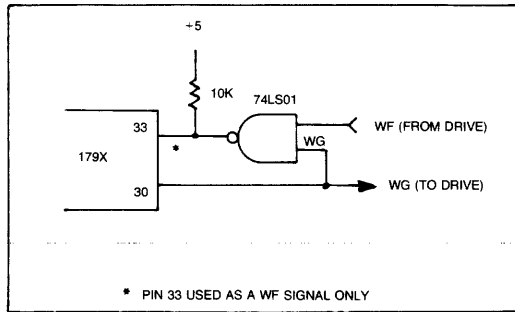 +5
10K
74LS01
33
WF (FROM DRIVE)
WG
*
179X
30
WG (TO DRIVE)
* PIN 33 USED AS A WF SIGNAL ONLY